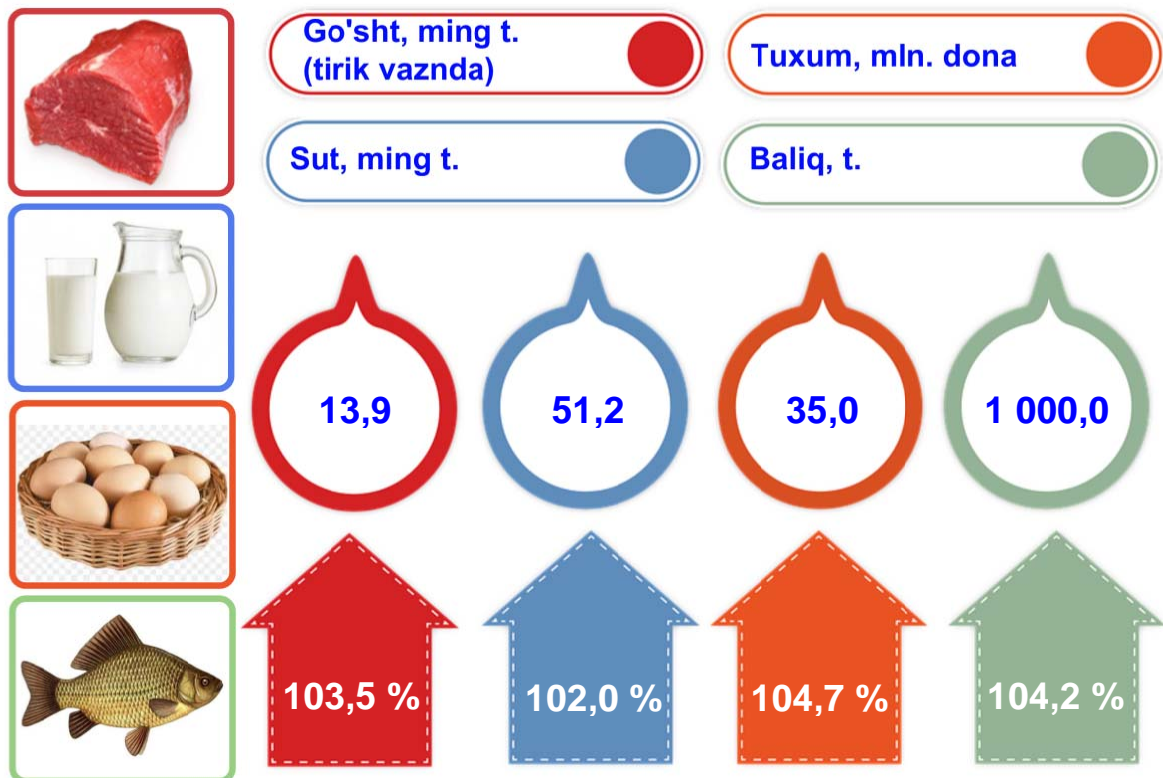 Go'sht, ming t.
(tirik vaznda)
Tuxum, mln. dona
Sut, ming t.
Baliq, t.
13,9
51,2
35,0
1 000,0
103,5 %
102,0 %
104,7 %
104,2 %